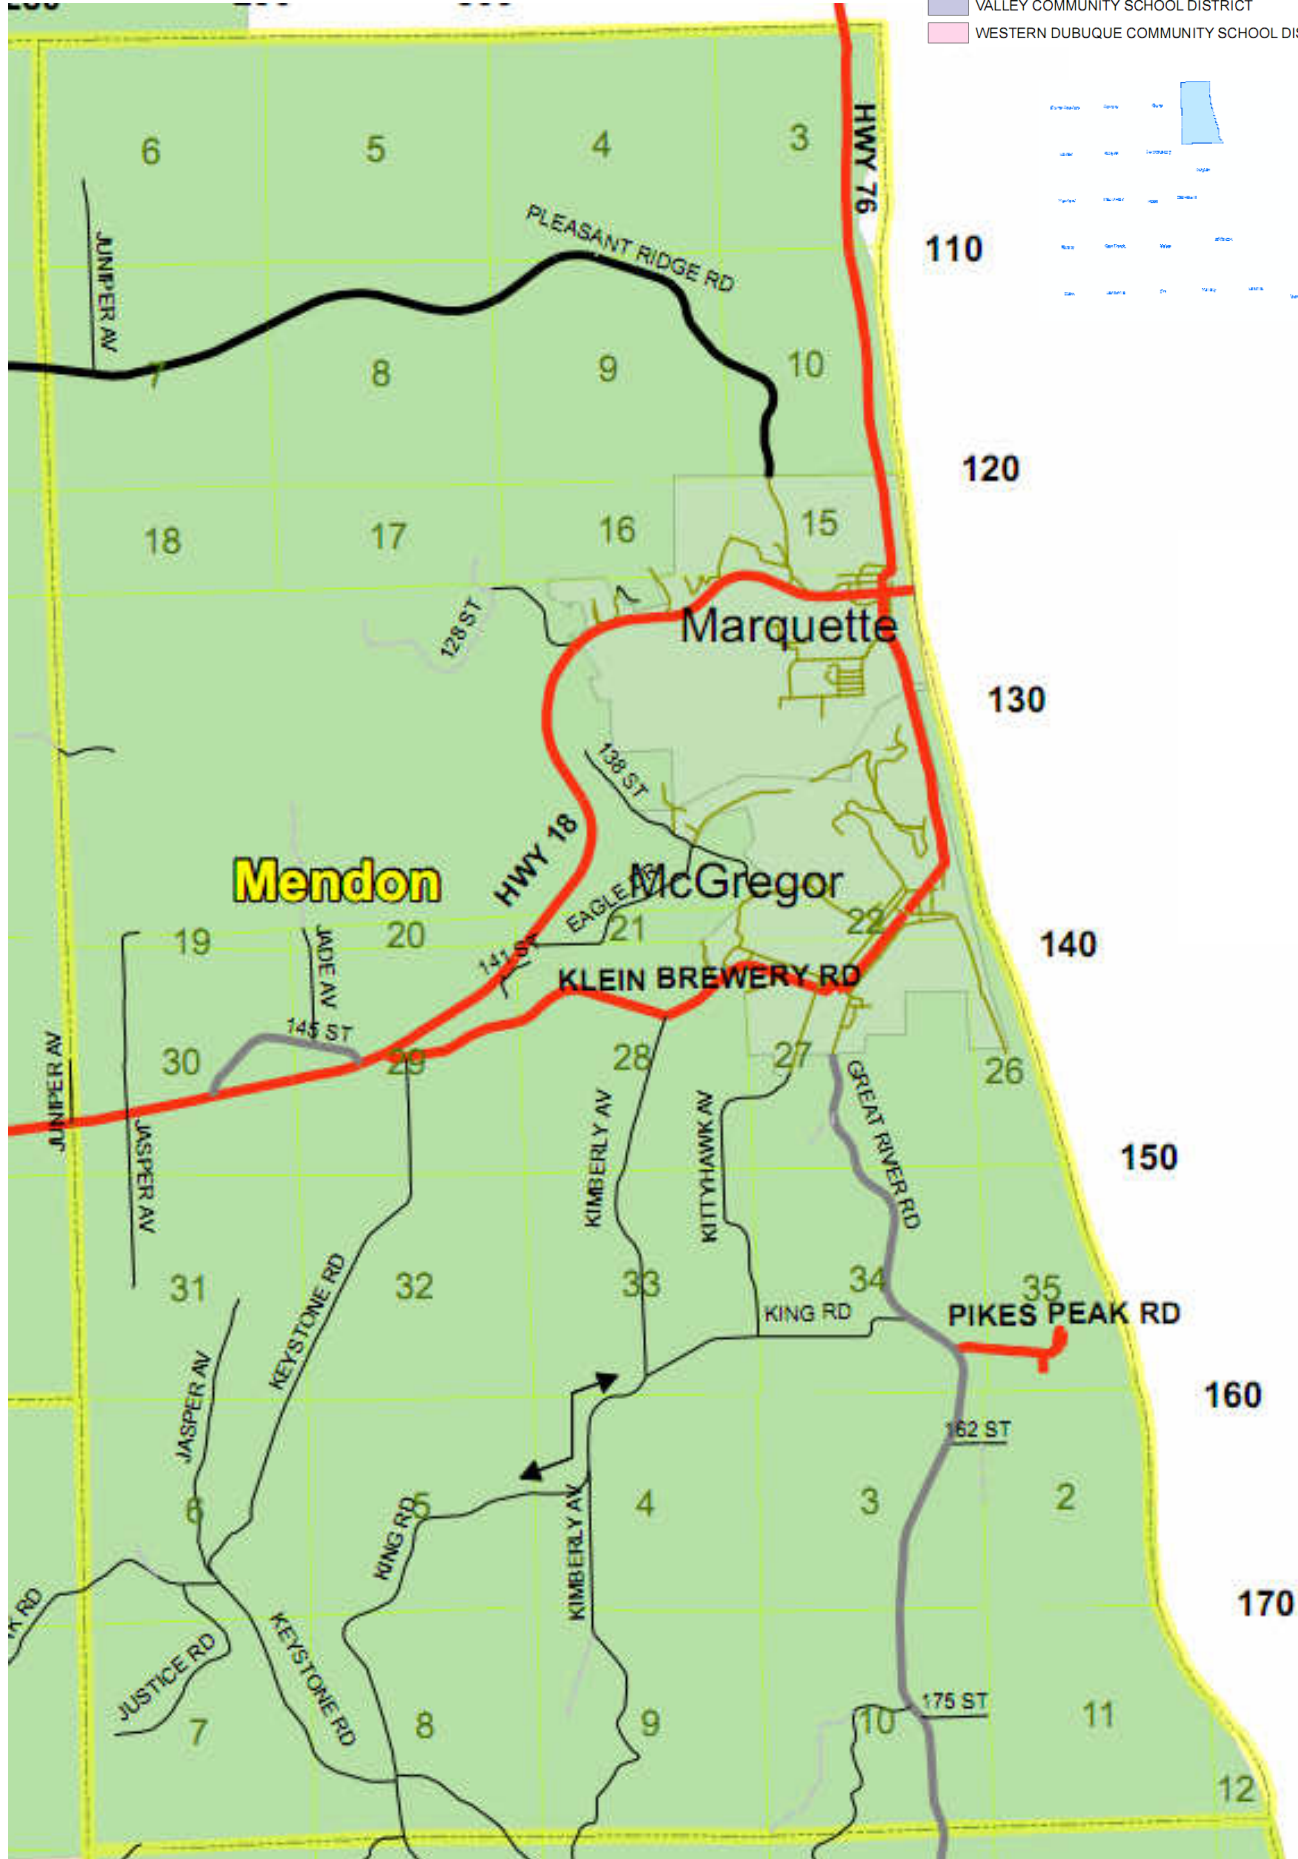 VALLEY COMMUNITY SCHOOL DISTRICT
WESTERN DUBUQUE COMMUNITY SCHOOL DIS
6
5
4
3
HWY 76
110
PLEASANT RIDGE RD
JUNIPER AV
7
8
9
10
120
18
17
16
15
128 ST
Marquette
130
138 ST
HWY 18
Mendon
McGregor
EAGLE
19
20
21
22
JADE AV
141 ST
140
KLEIN BREWERY RD
145 ST
30
29
28
27
26
JUNIPER AV
JASPER AV
KIMBERLY AV
KITTYHAWK AV
GREAT RIVER RD
150
31
32
33
34
35
KEYSTONE RD
KING RD
PIKES PEAK RD
JASPER AV
160
162 ST
6
5
4
3
2
KING RD
KIMBERLY AV
170
RD
JUSTICE RD
KEYSTONE RD
175 ST
7
8
9
10
11
12